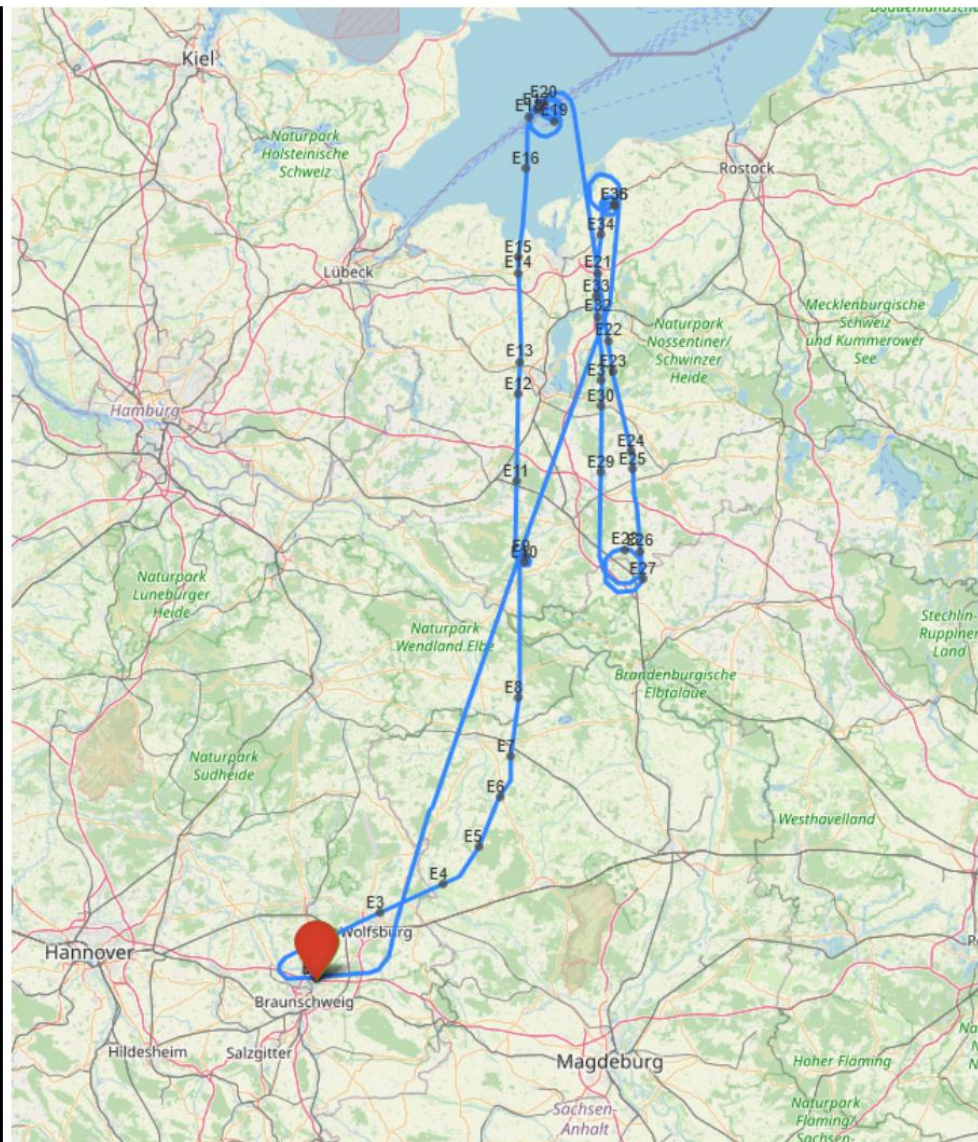 Kiel
Naturpark
Holsteinische
Schweiz
E20
E19
E16
Rostock
E36
E34
E15
E14
Lübeck
E21
E33
E32
Mecklenburgische
Schweiz
und Kummerower
See
E22
Naturpark
Nossentiner/
Schwinzer
Heide
E13
E23
E12
E30
Hamburg
E24
E25
E29
E11
E26
E10
E27
Naturpark
Lüneburger
Heide
Naturpark
Wendland.Elbe
Stechlin-
Ruppiner
Land
Brandenburgische
Elbtalaue
E8
E7
Naturpark
Südheide
E6
Westhavelland
E5
E4
E3
Wolfsburg
Hannover
Braunschweig
Hildesheim
Salzgitter
Magdeburg
Hoher Fläming
Sachsen-
Anhalt
Naturpark
Fläming/
Sachsen